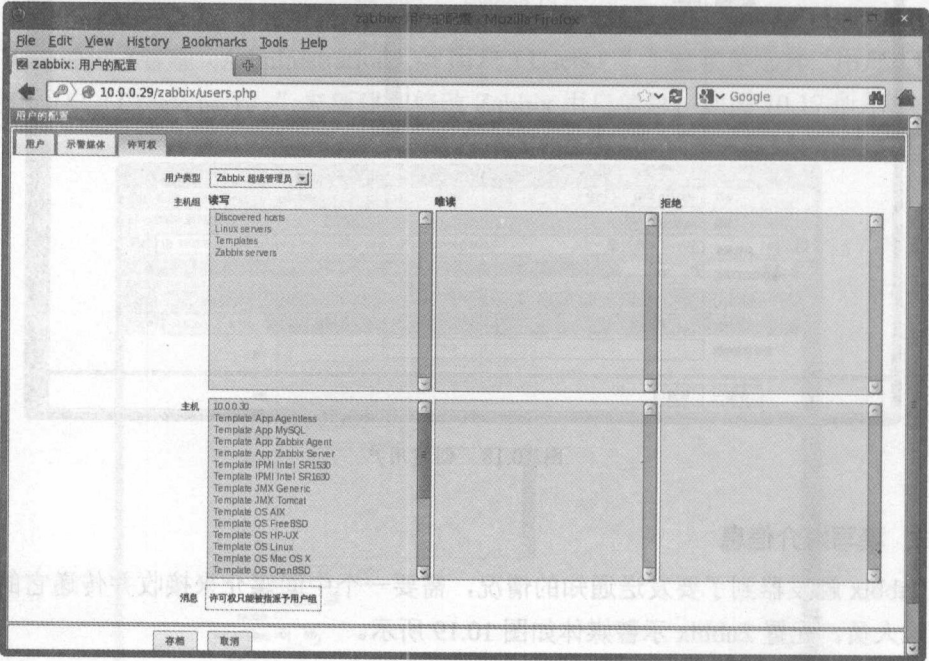 zabbix: 用户的配置 - Mozilla Firefox
File Edit View History Bookmarks Tools Help
zabbix: 用户的配置
10.0.0.29/zabbix/users.php
Google
用户的配置
用户 示警媒体 许可权
用户类型 Zabbix 超级管理员
主机组 读写 唯读 拒绝
Discovered hosts
Linux servers
Templates
Zabbix servers
主机 10.0.0.30
Template App Agentless
Template App MySQL
Template App Zabbix Agent
Template App Zabbix Server
Template IPMI Intel SR1530
Template IPMI Intel SR1630
Template JMX Generic
Template JMX Tomcat
Template OS AIX
Template OS FreeBSD
Template OS HP-UX
Template OS Linux
Template OS Mac OS X
Template OS OpenBSD
消息 许可权只能被指派予用户组
存档 取消